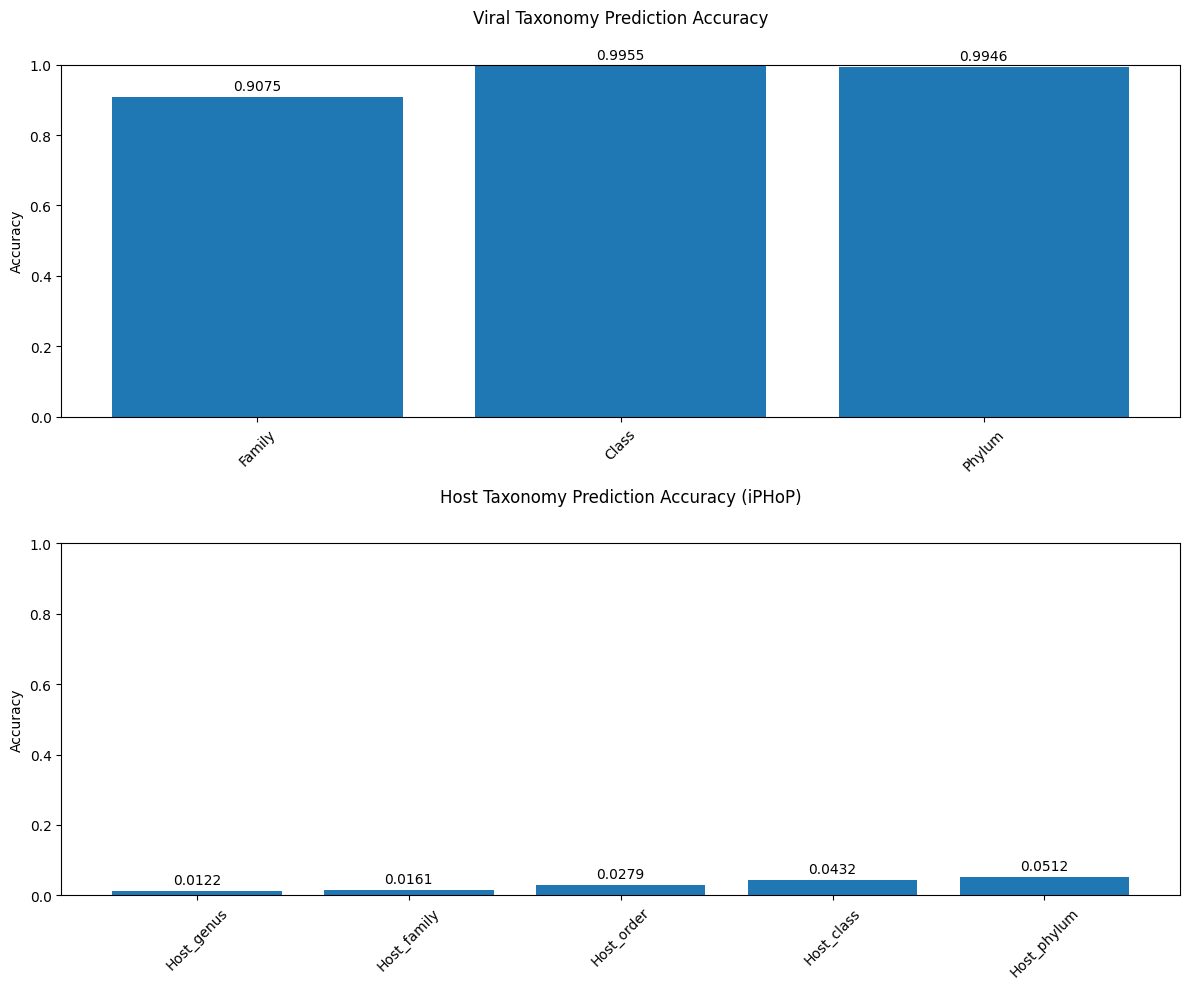 Viral Taxonomy Prediction Accuracy
0.9075
0.9955
0.9946
1.0
0.8
0.6
0.4
0.2
0.0
Accuracy
Family
Class
Phylum
Host Taxonomy Prediction Accuracy (iPHoP)
1.0
0.8
0.6
0.4
0.2
0.0
Accuracy
0.0122
0.0161
0.0279
0.0432
0.0512
Host_genus
Host_family
Host_order
Host_class
Host_phylum